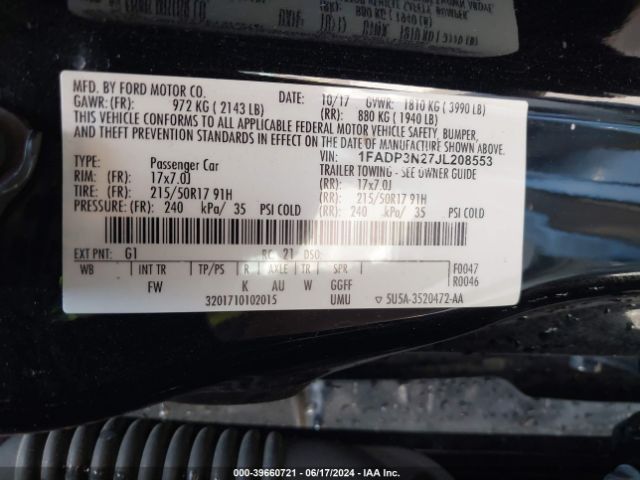 MFD. BY FORD MOTOR CO.
DATE: 10/17 GVWR: 1810 KG ( 3990 LB)
GAWR: (FR) 972 KG ( 2143 LB) (RR): 880 KG ( 1940 LB)
THIS VEHICLE CONFORMS TO ALL APPLICABLE FEDERAL MOTOR VEHICLE SAFETY, BUMPER,
AND THEFT PREVENTION STANDARDS IN EFFECT ON THE DATE OF MANUFACTURE SHOWN ABOVE.
VIN: 1FADP3N27JL208553
TYPE: Passenger Car TRAILER TOWING - SEE OWNER GUIDE
RIM: (FR) 17x7.0J (RR): 17x7.0J
TIRE: (FR) 215/50R17 91H (RR): 215/50R17 91H
PRESSURE: (FR) 240 kPa/ 35 PSI COLD (RR): 240 kPa/ 35 PSI COLD
EXT PNT: G1 RC: 21 DSO:
WB INT TR TP/PS R AXLE TR SPR F0047
FW K AU W GGFF R0046
3201710102015 UMU ▽ 5U5A-3520472-AA
000-39660721 - 06/17/2024 - IAA Inc.